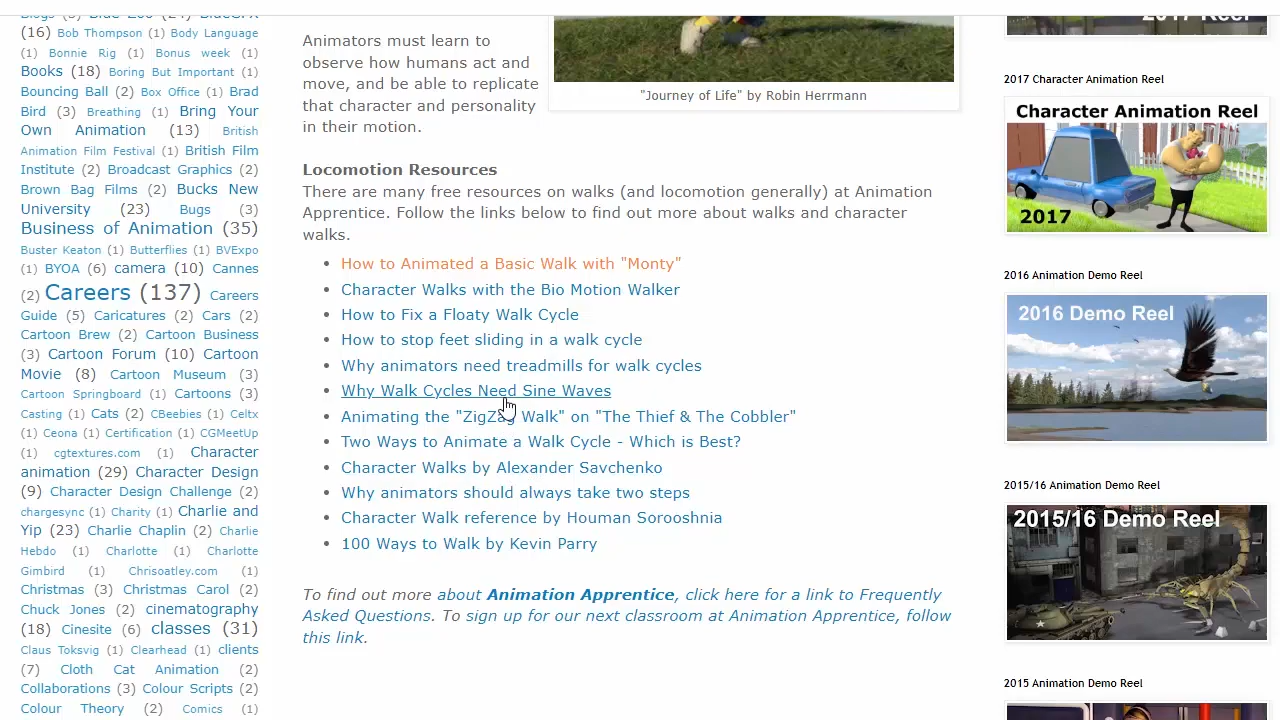 (16) Bob Thompson (1) Body Language
(1) Bonnie Rig (1) Bonus week (1)
Books (18) Boring But Important (1)
Bouncing Ball (2) Box Office (1) Brad
Bird (3) Breathing (1) Bring Your
Own Animation (13) British
Animation Film Festival (1) British Film
Institute (2) Broadcast Graphics (2)
Brown Bag Films (2) Bucks New
University (23) Bugs (3)
Business of Animation (35)
Buster Keaton (1) Butterflies (1) BVExpo
(1) BYOA (6) camera (10) Cannes
(2) Careers (137) Careers
Guide (5) Caricatures (2) Cars (2)
Cartoon Brew (2) Cartoon Business
(3) Cartoon Forum (10) Cartoon
Movie (8) Cartoon Museum (3)
Cartoon Springboard (1) Cartoons (3)
Casting (1) Cats (2) CBeebies (1) Celtx
(1) Ceona (1) Certification (1) CGMeetUp
(1) cgtextures.com (1) Character
animation (29) Character Design
(9) Character Design Challenge (2)
chargesync (1) Charity (1) Charlie and
Yip (23) Charlie Chaplin (2) Charlie
Hebdo (1) Charlotte (1) Charlotte
Gimbird (1) Chrisoatley.com (1)
Christmas (3) Christmas Carol (2)
Chuck Jones (2) cinematography
(18) Cinesite (6) classes (31)
Claus Toksvig (1) Clearhead (1) clients
(7) Cloth Cat Animation (2)
Collaborations (3) Colour Scripts (2)
Colour Theory (2) Comics (1)
Animators must learn to
observe how humans act and
move, and be able to replicate
that character and personality
in their motion.
"Journey of Life" by Robin Herrmann
Locomotion Resources
There are many free resources on walks (and locomotion generally) at Animation
Apprentice. Follow the links below to find out more about walks and character
walks.
• How to Animated a Basic Walk with "Monty"
• Character Walks with the Bio Motion Walker
• How to Fix a Floaty Walk Cycle
• How to stop feet sliding in a walk cycle
• Why animators need treadmills for walk cycles
• Why Walk Cycles Need Sine Waves
• Animating the "ZigZag Walk" on "The Thief & The Cobbler"
• Two Ways to Animate a Walk Cycle - Which is Best?
• Character Walks by Alexander Savchenko
• Why animators should always take two steps
• Character Walk reference by Houman Sorooshnia
• 100 Ways to Walk by Kevin Parry
To find out more about Animation Apprentice, click here for a link to Frequently
Asked Questions. To sign up for our next classroom at Animation Apprentice, follow
this link.
2017 Reel
2017 Character Animation Reel
Character Animation Reel
2017
2016 Animation Demo Reel
2016 Demo Reel
2015/16 Animation Demo Reel
2015/16 Demo Reel
2015 Animation Demo Reel